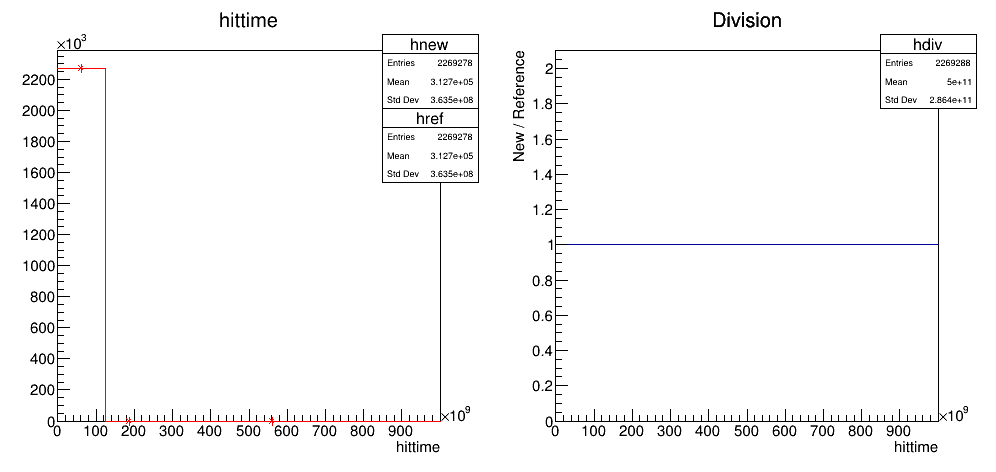 hittime
×10³
hnew
Entries 2269278
Mean 3.127e+05
Std Dev 3.635e+08
href
Entries 2269278
Mean 3.127e+05
Std Dev 3.635e+08
2200
2000
1800
1600
1400
1200
1000
800
600
400
200
0
0 100 200 300 400 500 600 700 800 900
×10⁹
hittime
Division
hdiv
Entries 2269288
Mean 5e+11
Std Dev 2.864e+11
New / Reference
2
1.8
1.6
1.4
1.2
1
0.8
0.6
0.4
0.2
0
0 100 200 300 400 500 600 700 800 900
×10⁹
hittime